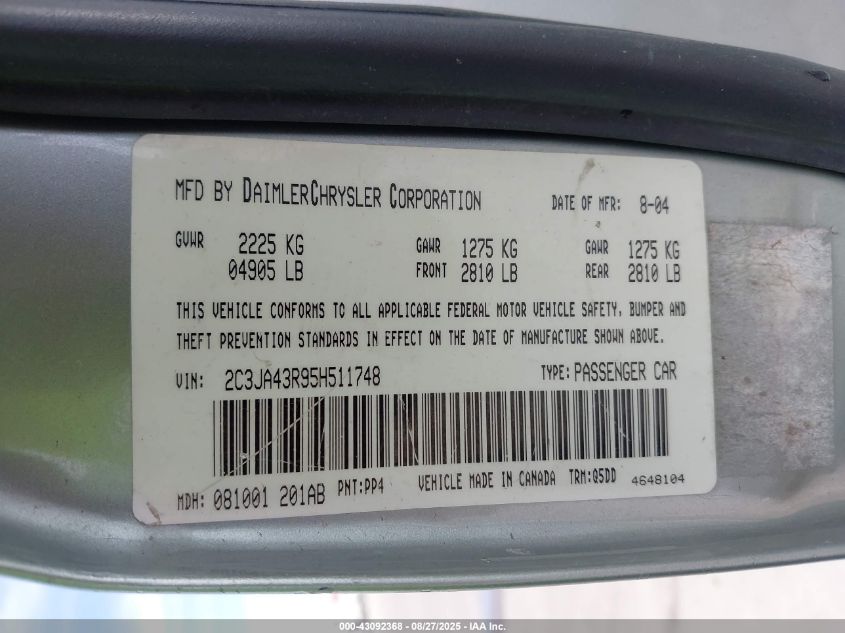 MFD BY DAIMLERCHRYSLER CORPORATION DATE OF MFR: 8-04
GVWR 2225 KG GAWR 1275 KG GAWR 1275 KG
04905 LB FRONT 2810 LB REAR 2810 LB
THIS VEHICLE CONFORMS TO ALL APPLICABLE FEDERAL MOTOR VEHICLE SAFETY, BUMPER AND
THEFT PREVENTION STANDARDS IN EFFECT ON THE DATE OF MANUFACTURE SHOWN ABOVE.
VIN: 2C3JA43R95H511748 TYPE: PASSENGER CAR
MDH: 081001 201AB PNT:PP4 VEHICLE MADE IN CANADA TRM:Q5DD 4648104
000-43092368 - 08/27/2025 - IAA Inc.